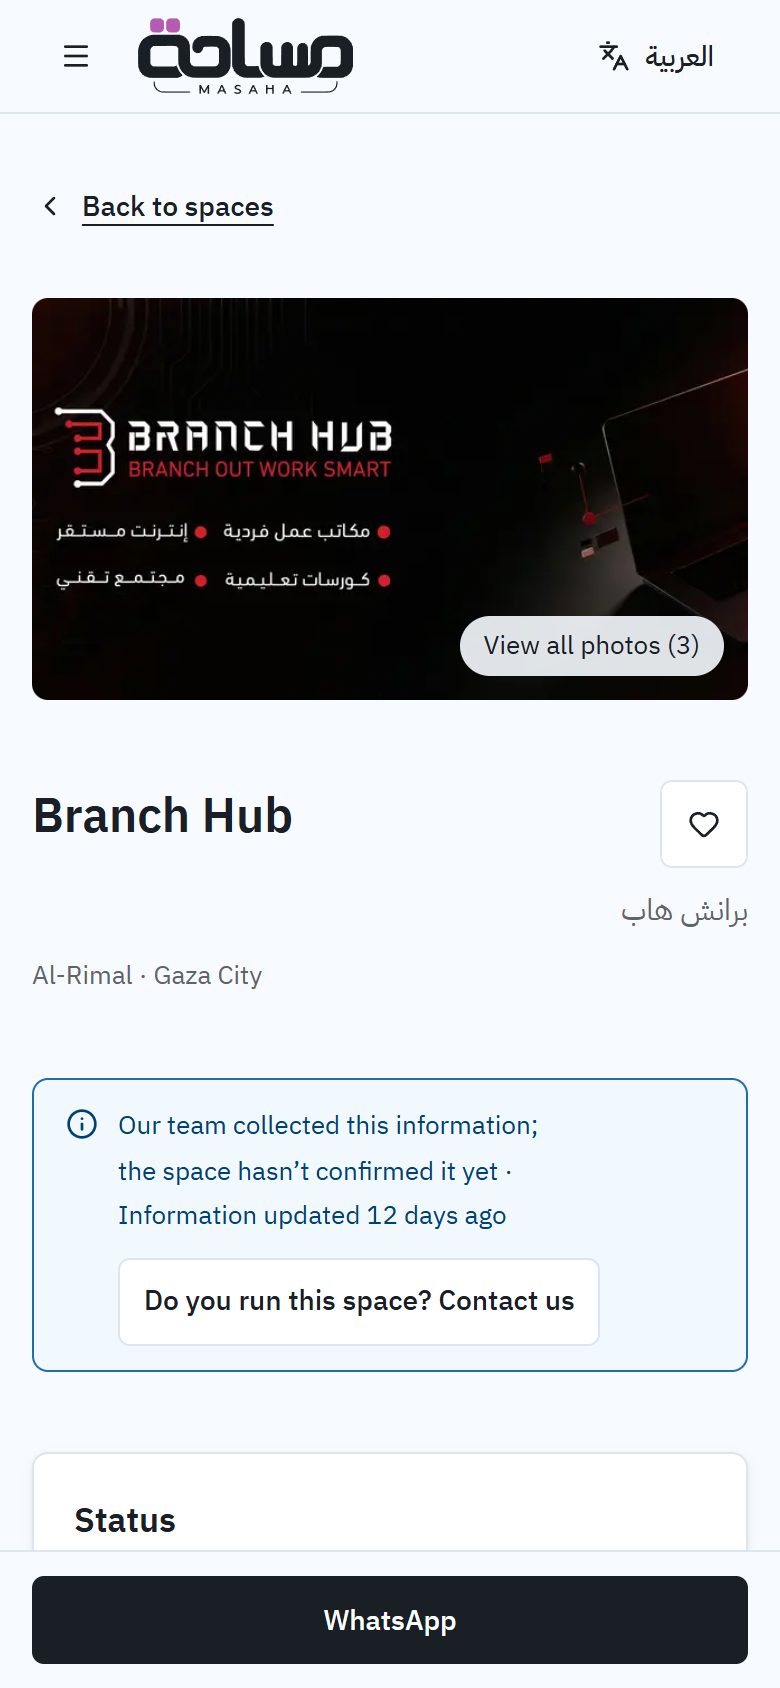 مساحة
MASAHA
العربية
Back to spaces
BRANCH HUB
BRANCH OUT WORK SMART
مكاتب عمل فردية
إنترنت مستقر
كورسات تعليمية
مجتمع تقني
View all photos (3)
Branch Hub
برانش هاب
Al-Rimal · Gaza City
Our team collected this information;
the space hasn’t confirmed it yet ·
Information updated 12 days ago
Do you run this space? Contact us
Status
WhatsApp